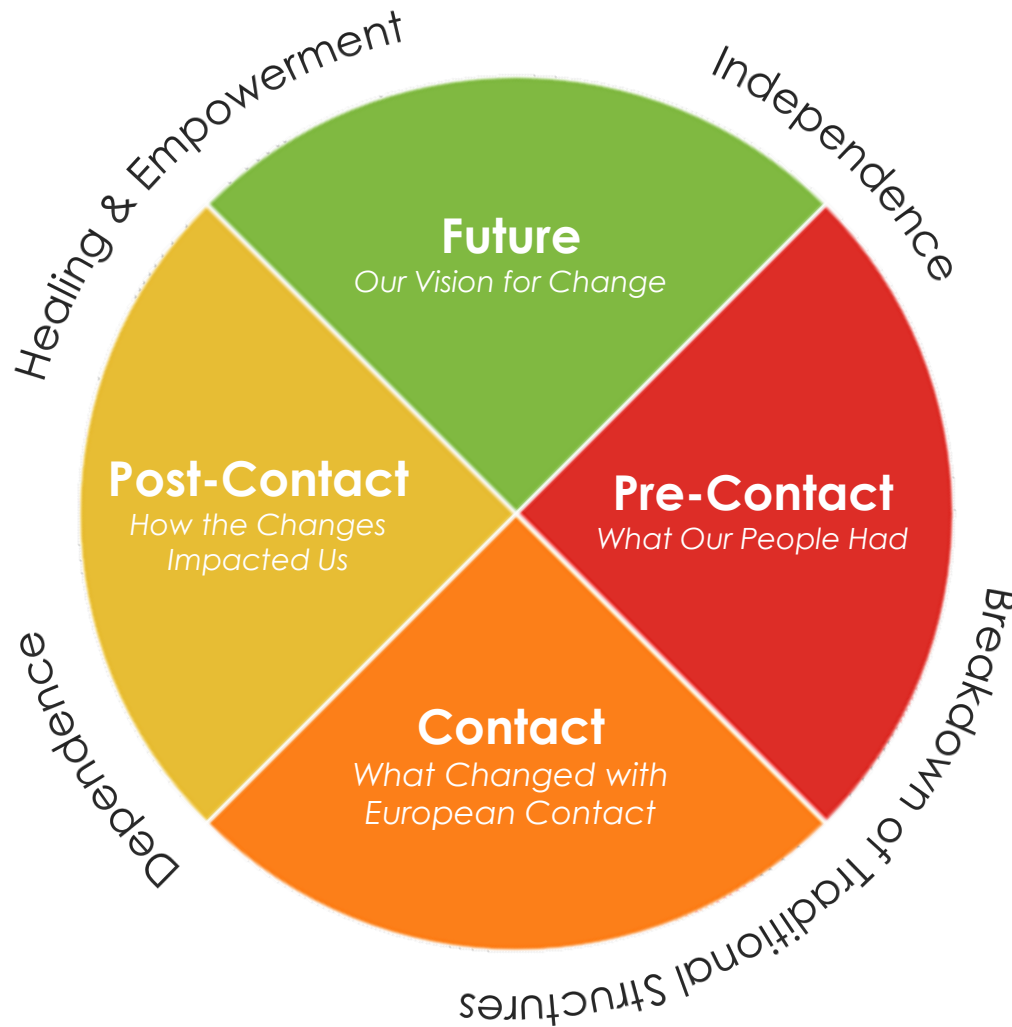 Healing & Empowerment
Independence
Future
Our Vision for Change
Post-Contact
How the Changes
Impacted Us
Pre-Contact
What Our People Had
Contact
What Changed with
European Contact
Dependence
Breakdown of Traditional Structures